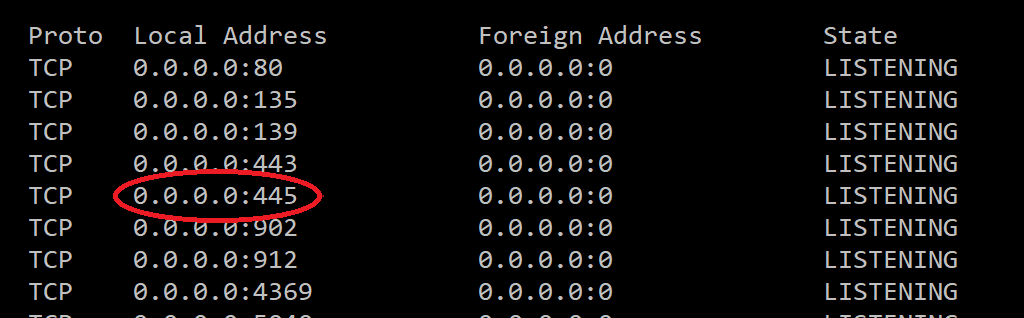 Proto Local Address Foreign Address State
TCP 0.0.0.0:80 0.0.0.0:0 LISTENING
TCP 0.0.0.0:135 0.0.0.0:0 LISTENING
TCP 0.0.0.0:139 0.0.0.0:0 LISTENING
TCP 0.0.0.0:443 0.0.0.0:0 LISTENING
TCP 0.0.0.0:445 0.0.0.0:0 LISTENING
TCP 0.0.0.0:902 0.0.0.0:0 LISTENING
TCP 0.0.0.0:912 0.0.0.0:0 LISTENING
TCP 0.0.0.0:4369 0.0.0.0:0 LISTENING